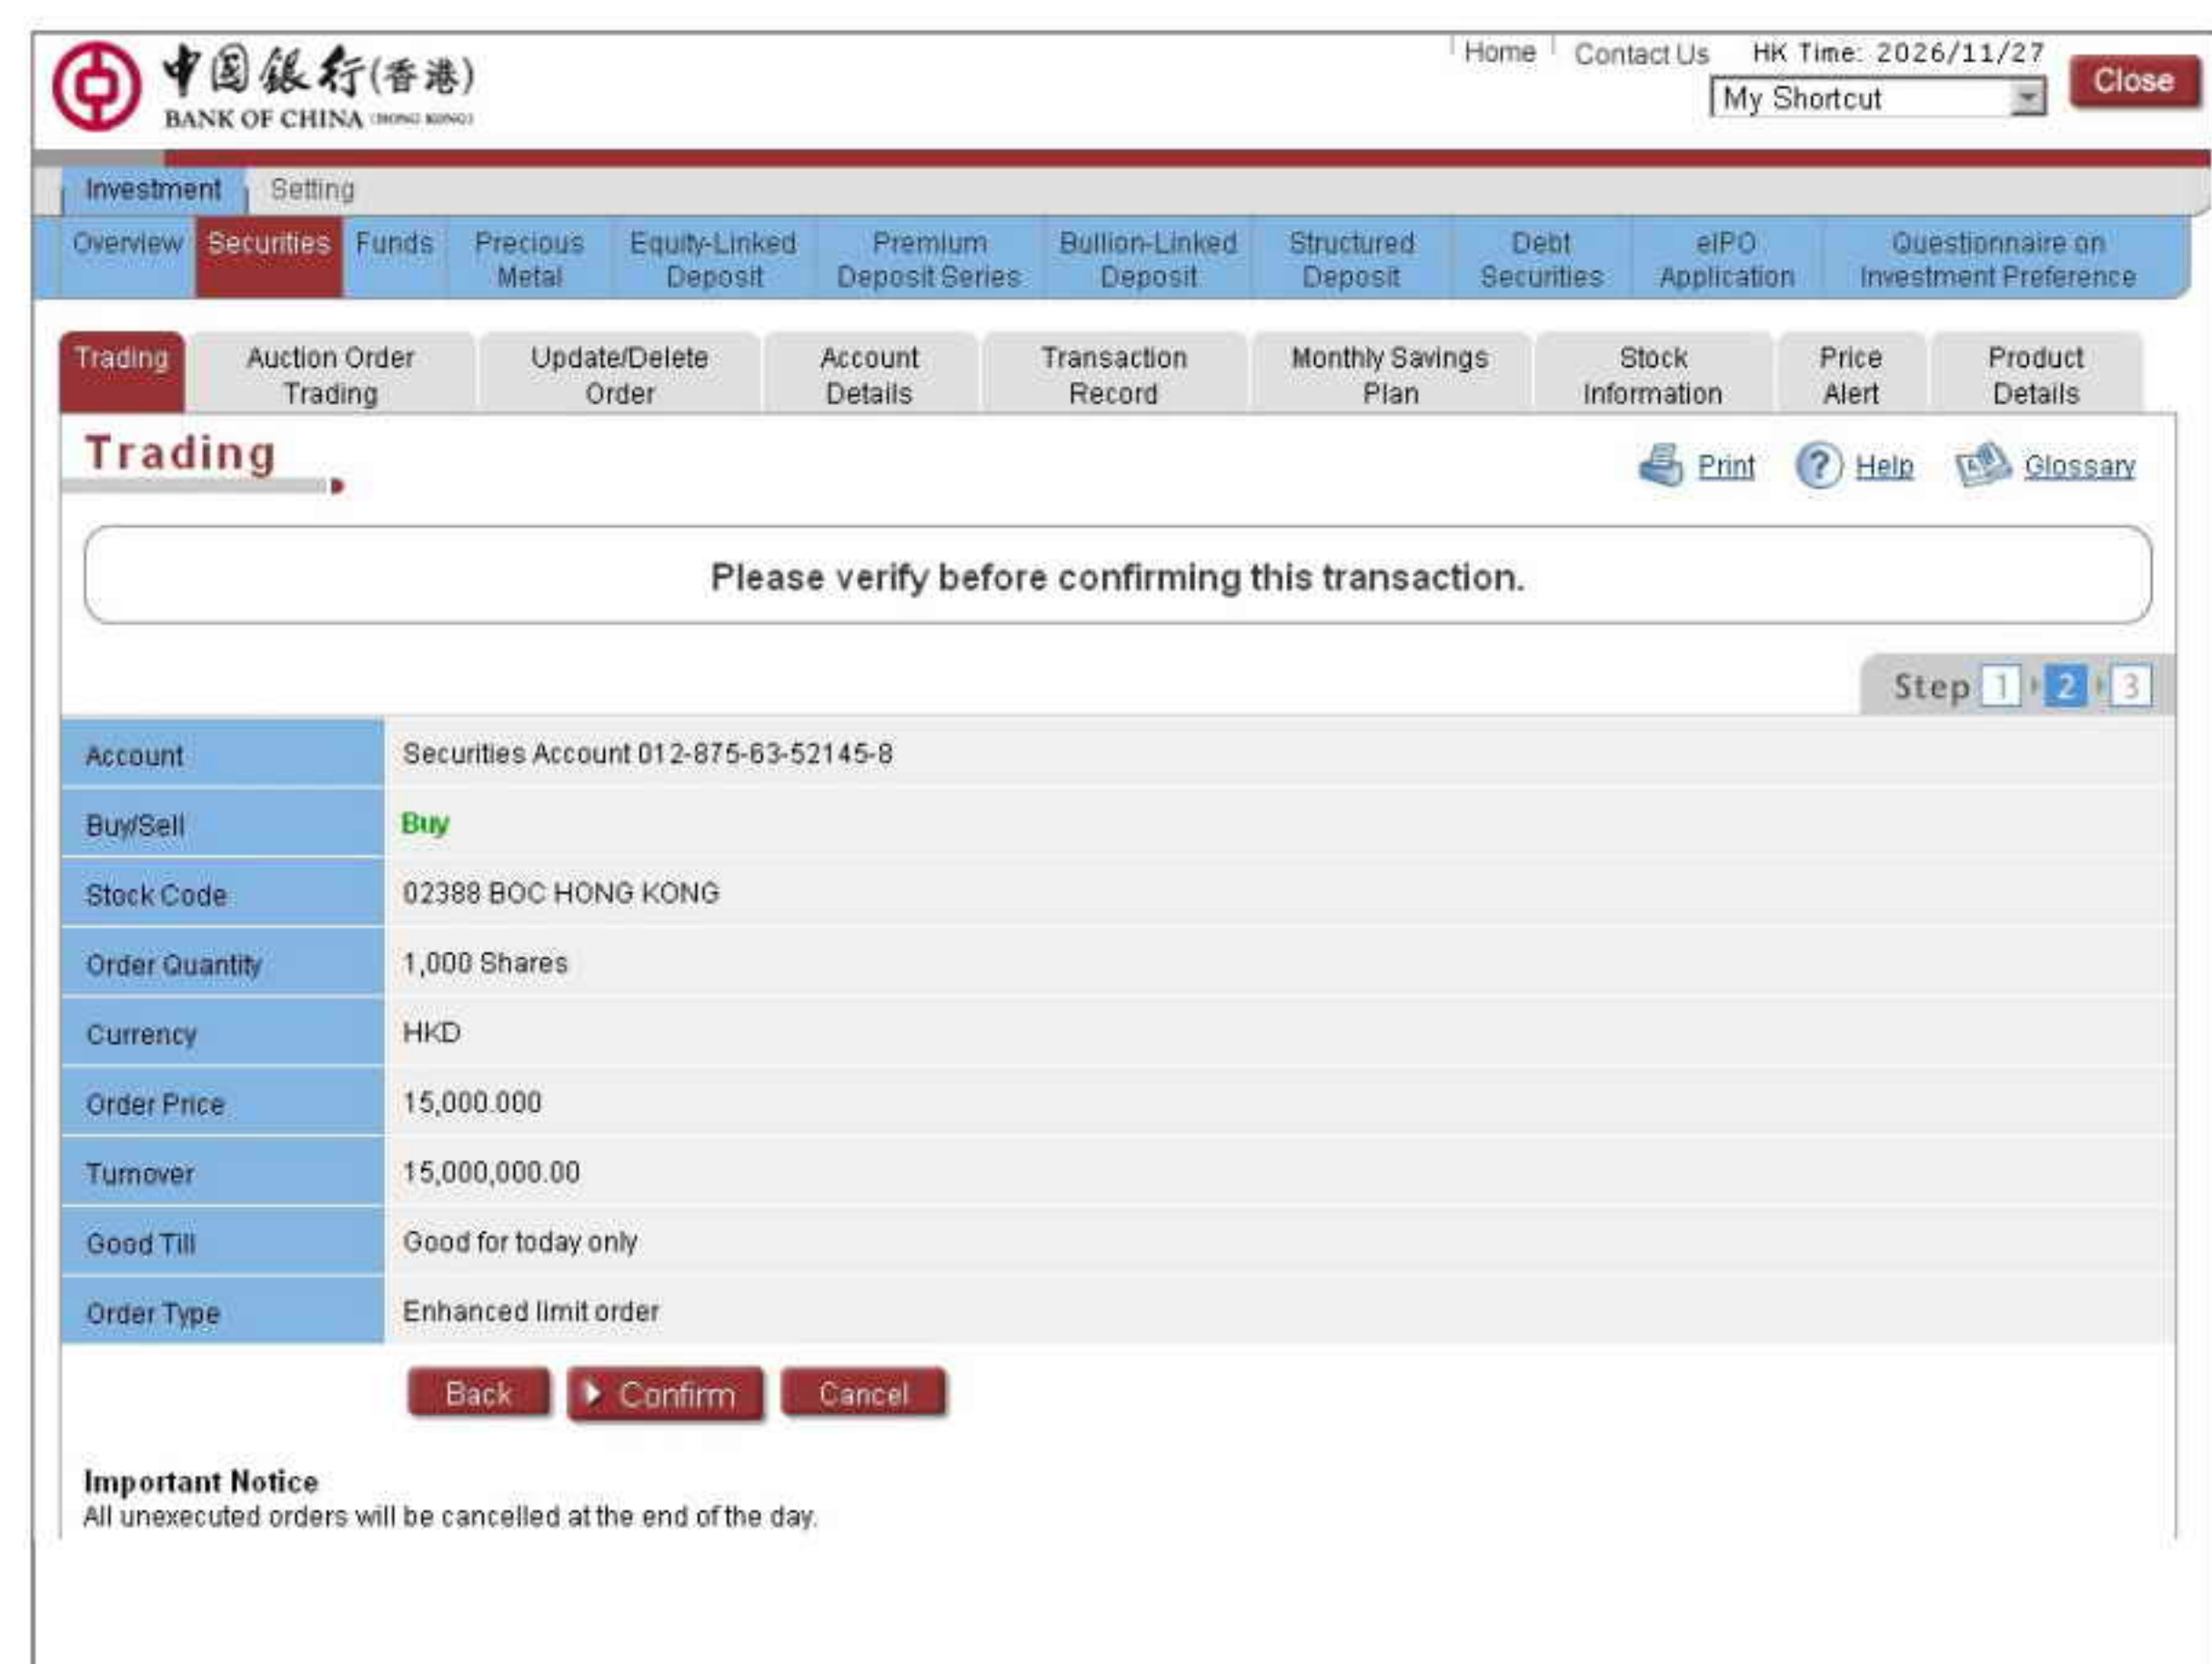 中国銀行(香港)
BANK OF CHINA (HONG KONG)
Home Contact Us HK Time: 2026/11/27
My Shortcut
Close
Investment Setting
Overview Securities Funds Precious Metal Equity-Linked Deposit Premium Deposit Series Bullion-Linked Deposit Structured Deposit Debt Securities eIPO Application Questionnaire on Investment Preference
Trading Auction Order Trading Update/Delete Order Account Details Transaction Record Monthly Savings Plan Stock Information Price Alert Product Details
Trading
Print Help Glossary
Please verify before confirming this transaction.
Step 1 2 3
Account Securities Account 012-875-63-52145-8
Buy/Sell Buy
Stock Code 02388 BOC HONG KONG
Order Quantity 1,000 Shares
Currency HKD
Order Price 15,000.000
Turnover 15,000,000.00
Good Till Good for today only
Order Type Enhanced limit order
Back Confirm Cancel
Important Notice
All unexecuted orders will be cancelled at the end of the day.